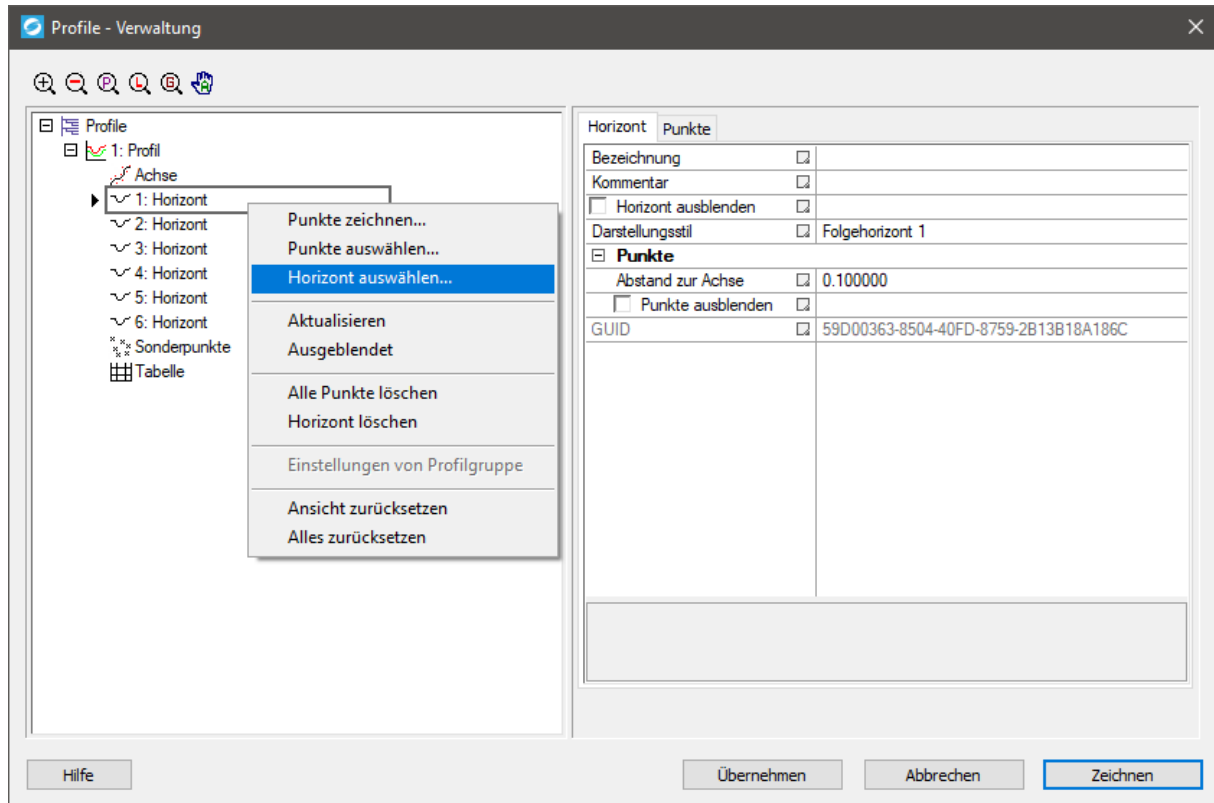 Profile - Verwaltung
Profile
1: Profil
Achse
1: Horizont
2: Horizont
3: Horizont
4: Horizont
5: Horizont
6: Horizont
Sonderpunkte
Tabelle
Punkte zeichnen...
Punkte auswählen...
Horizont auswählen...
Aktualisieren
Ausgeblendet
Alle Punkte löschen
Horizont löschen
Einstellungen von Profilgruppe
Ansicht zurücksetzen
Alles zurücksetzen
Horizont Punkte
Bezeichnung
Kommentar
Horizont ausblenden
Darstellungsstil Folgehorizont 1
Punkte
Abstand zur Achse 0.100000
Punkte ausblenden
GUID 59D00363-8504-40FD-8759-2B13B18A186C
Hilfe Übernehmen Abbrechen Zeichnen